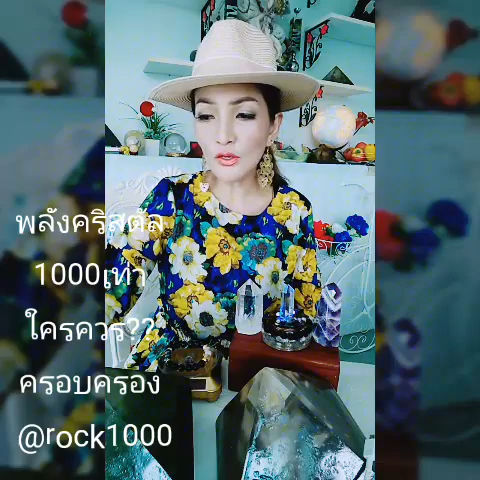 พลังคริสตัล
1000เท่า
ใครควร??
ครอบครอง
@rock1000